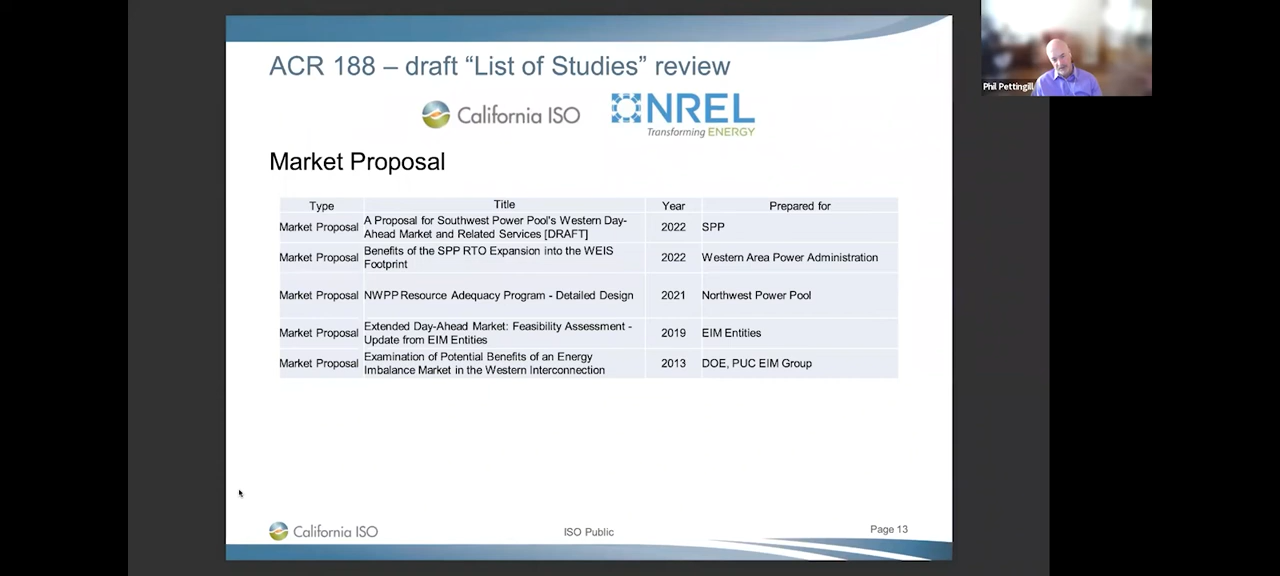 ACR 188 – draft “List of Studies” review
California ISO
NREL
Transforming ENERGY
Phil Pettingill
Market Proposal
Type Title Year Prepared for
Market Proposal A Proposal for Southwest Power Pool's Western Day-
Ahead Market and Related Services [DRAFT] 2022 SPP
Market Proposal Benefits of the SPP RTO Expansion into the WEIS
Footprint 2022 Western Area Power Administration
Market Proposal NWPP Resource Adequacy Program - Detailed Design 2021 Northwest Power Pool
Market Proposal Extended Day-Ahead Market: Feasibility Assessment -
Update from EIM Entities 2019 EIM Entities
Market Proposal Examination of Potential Benefits of an Energy
Imbalance Market in the Western Interconnection 2013 DOE, PUC EIM Group
California ISO
ISO Public
Page 13